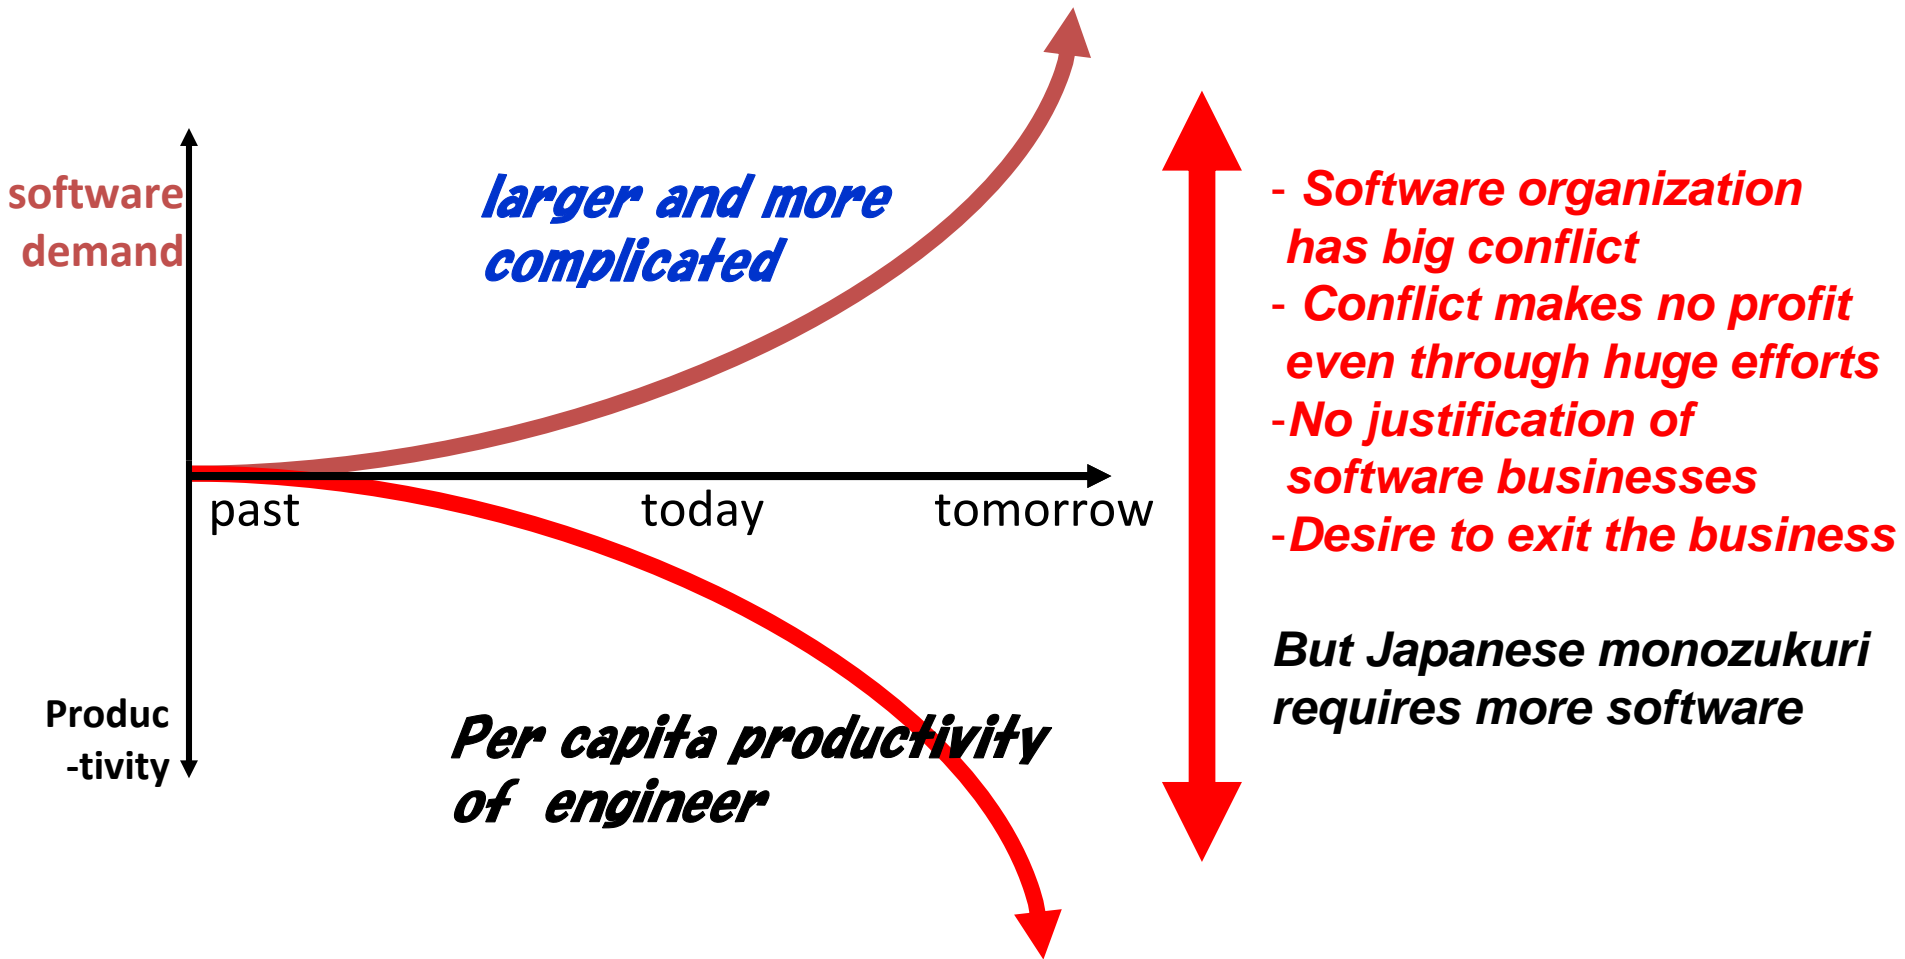 software
demand
larger and more
complicated
past
today
tomorrow
Produc
-tivity
Per capita productivity
of engineer
- Software organization
has big conflict
- Conflict makes no profit
even through huge efforts
-No justification of
software businesses
-Desire to exit the business
But Japanese monozukuri
requires more software